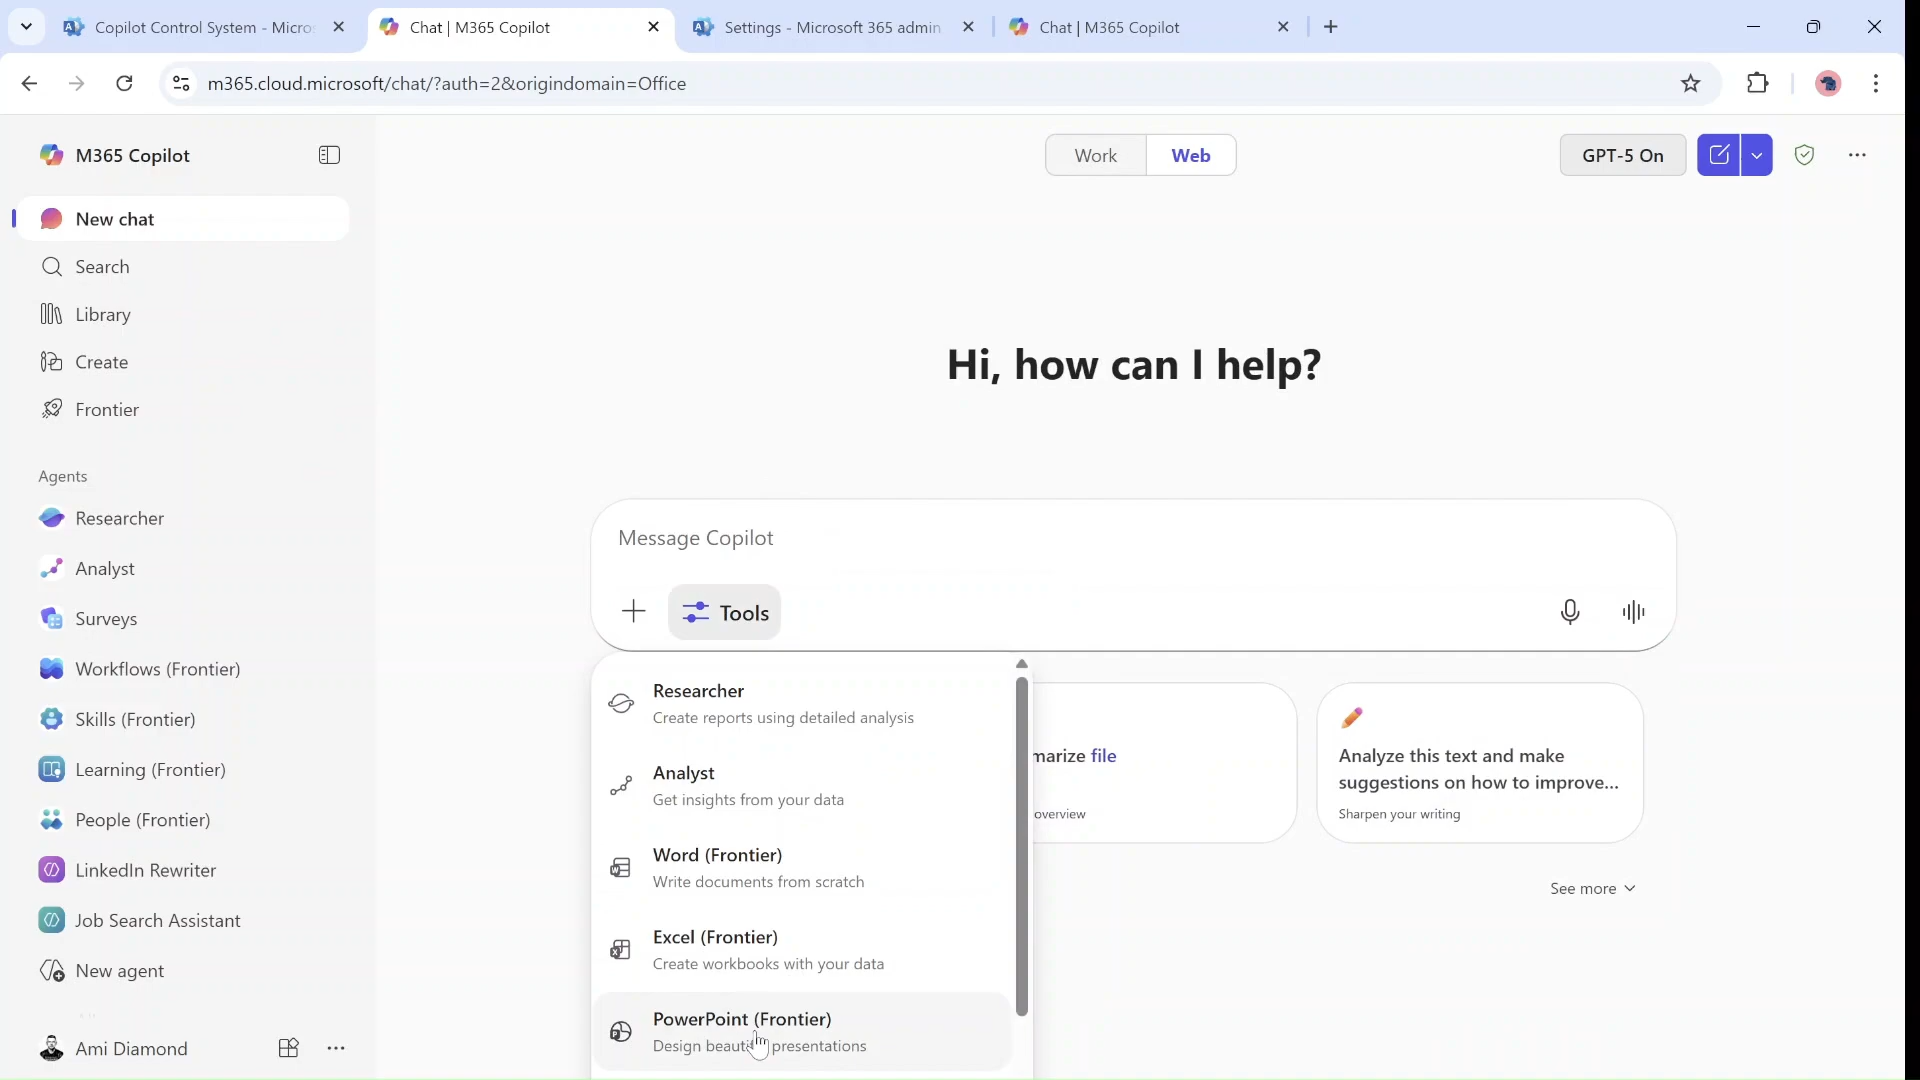 Copilot Control System - Micros
Chat | M365 Copilot
Settings - Microsoft 365 admin
Chat | M365 Copilot
m365.cloud.microsoft/chat/?auth=2&origindomain=Office
M365 Copilot
Work
Web
GPT-5 On
New chat
Search
Library
Create
Frontier
Hi, how can I help?
Agents
Researcher
Analyst
Surveys
Workflows (Frontier)
Skills (Frontier)
Learning (Frontier)
People (Frontier)
LinkedIn Rewriter
Job Search Assistant
New agent
Ami Diamond
Message Copilot
Tools
Researcher
Create reports using detailed analysis
Analyst
Get insights from your data
Word (Frontier)
Write documents from scratch
Excel (Frontier)
Create workbooks with your data
PowerPoint (Frontier)
Design beautiful presentations
marize file
overview
Analyze this text and make
suggestions on how to improve...
Sharpen your writing
See more